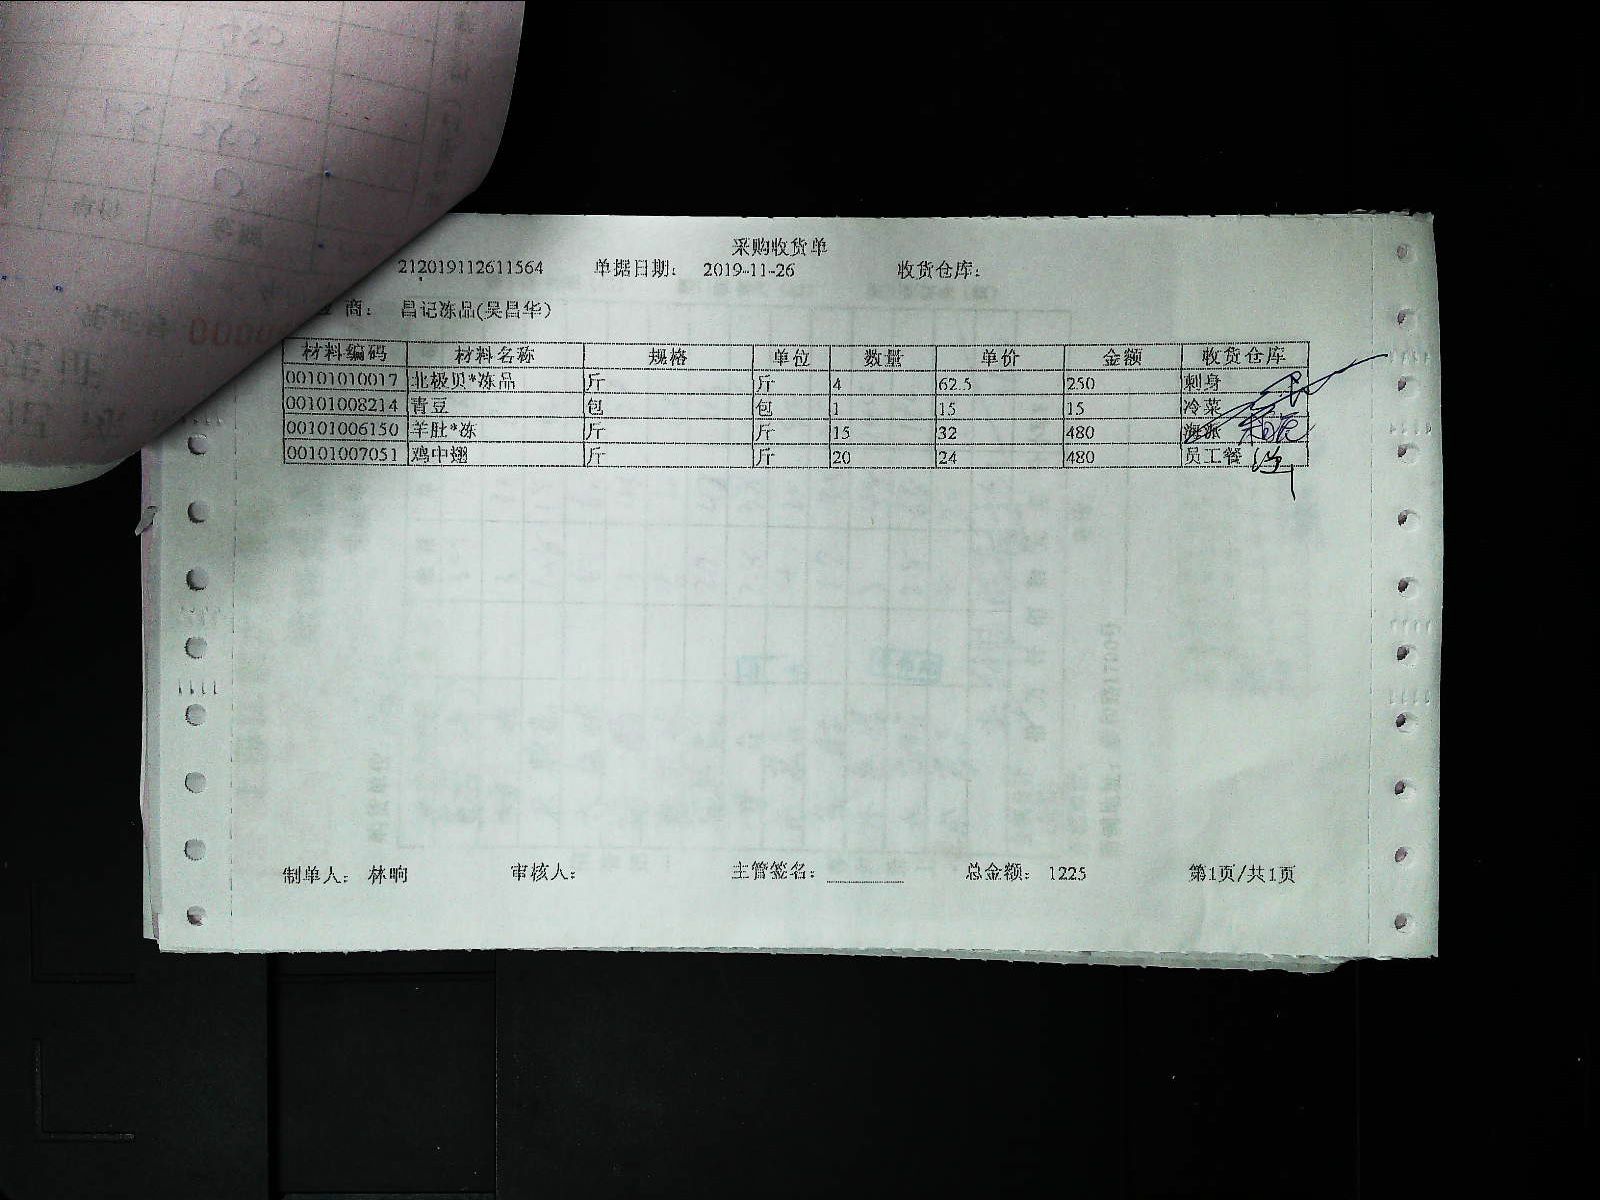 采购收货单
212019112611564 单据日期： 2019-11-26 收货仓库：
商： 昌记冻品(吴昌华)
材料编码 材料名称 规格 单位 数量 单价 金额 收货仓库
00101010017 北极贝*冻品 斤 斤 4 62.5 250 刺身
00101008214 青豆 包 包 1 15 15 冷菜
00101006150 羊肚*冻 斤 斤 15 32 480
00101007051 鸡中翅 斤 斤 20 24 480 员工餐
制单人： 林响 审核人： 主管签名： 总金额： 1225 第1页/共1页